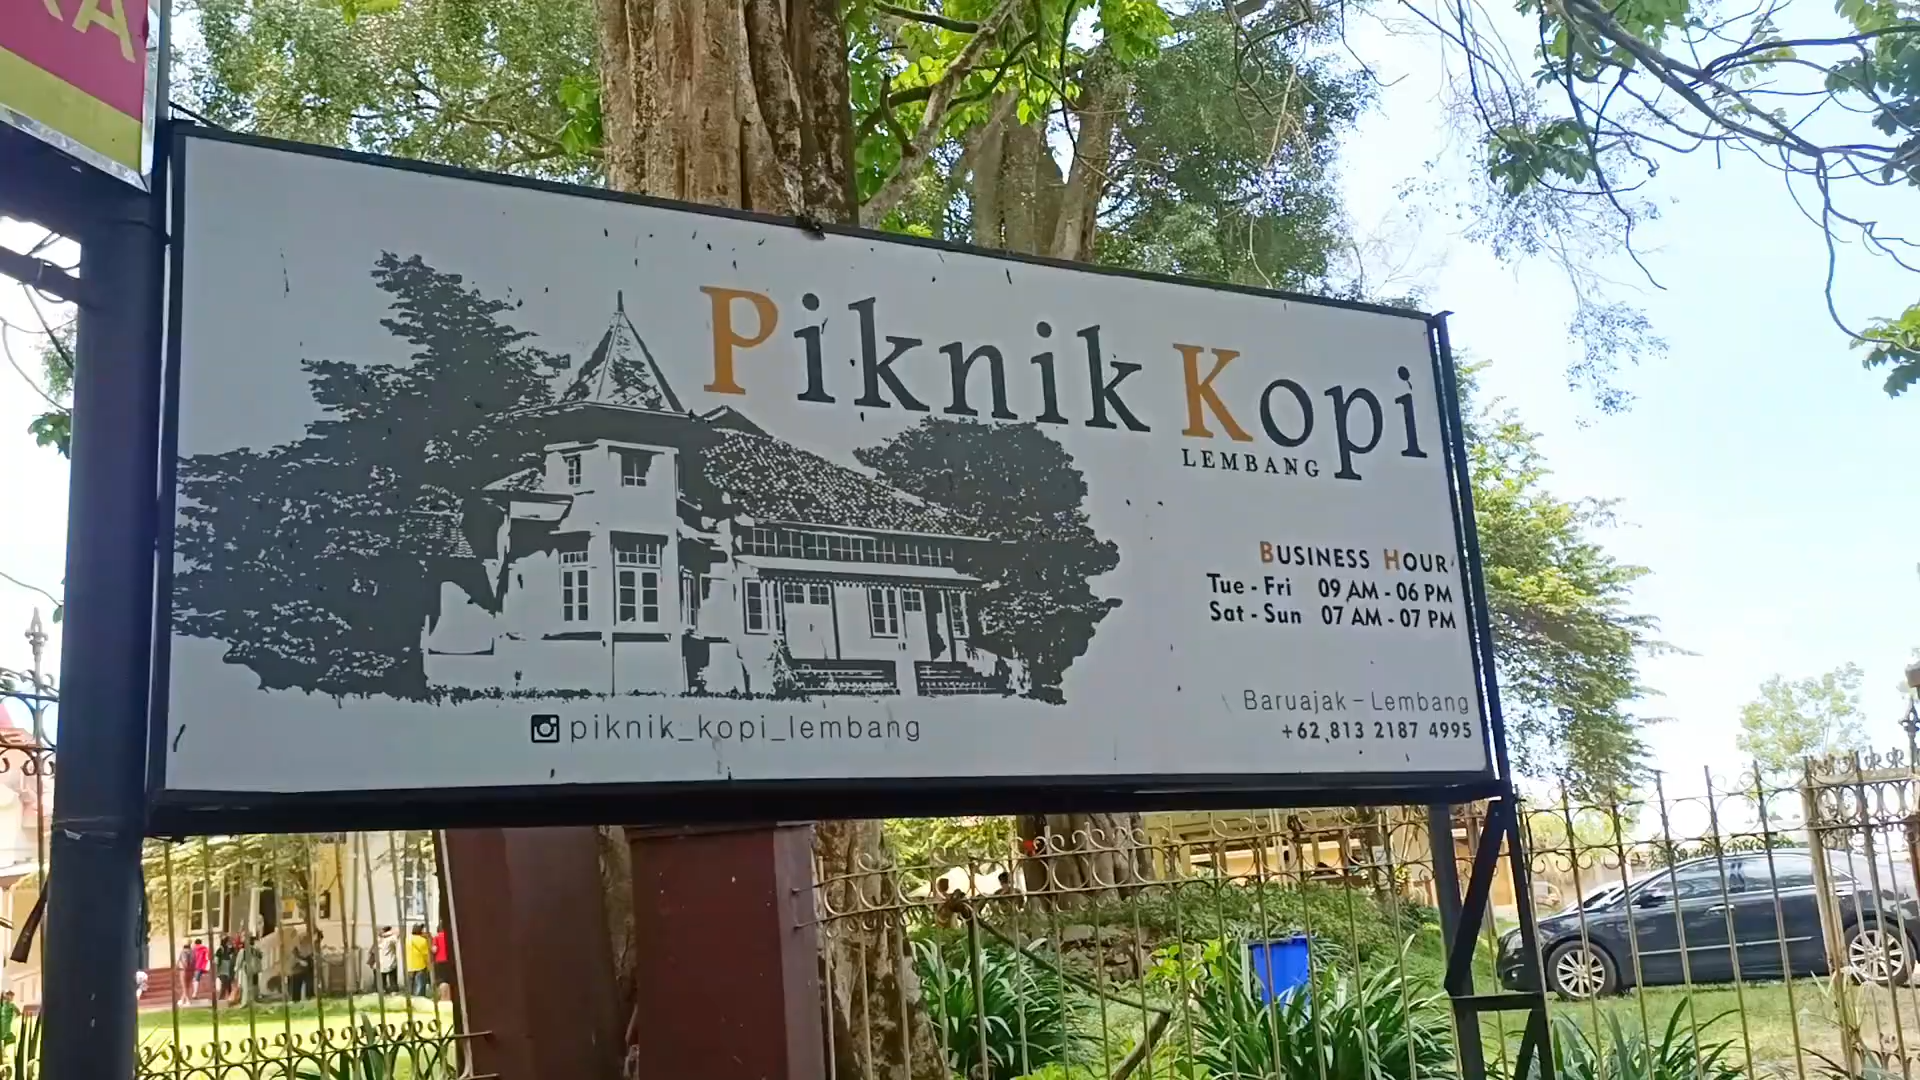 Piknik Kopi
LEMBANG
BUSINESS HOUR
Tue - Fri 09 AM - 06 PM
Sat - Sun 07 AM - 07 PM
Baruajak - Lembang
+62 813 2187 4995
piknik_kopi_lembang